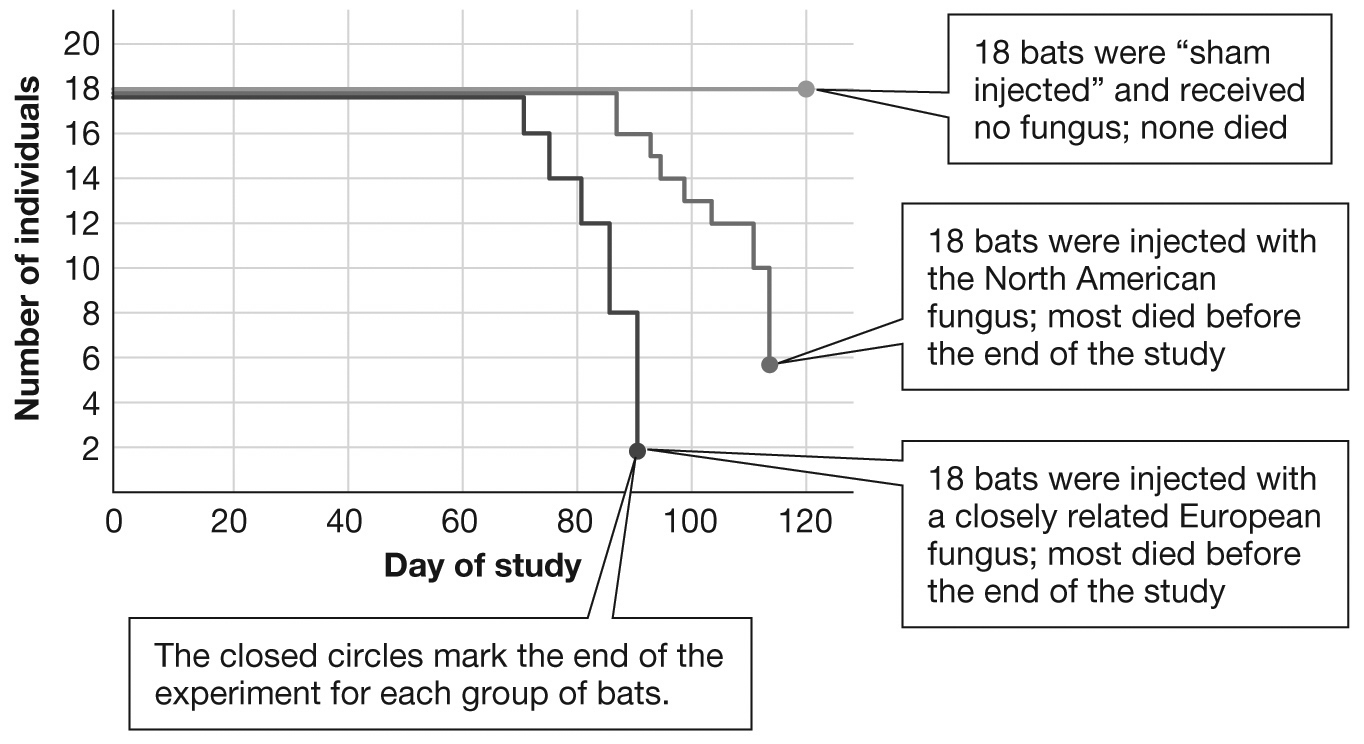 Number of individuals
20
18
16
14
12
10
8
6
4
2
0 20 40 60 80 100 120
Day of study
18 bats were “sham
injected” and received
no fungus; none died
18 bats were injected with
the North American
fungus; most died before
the end of the study
18 bats were injected with
a closely related European
fungus; most died before
the end of the study
The closed circles mark the end of the
experiment for each group of bats.